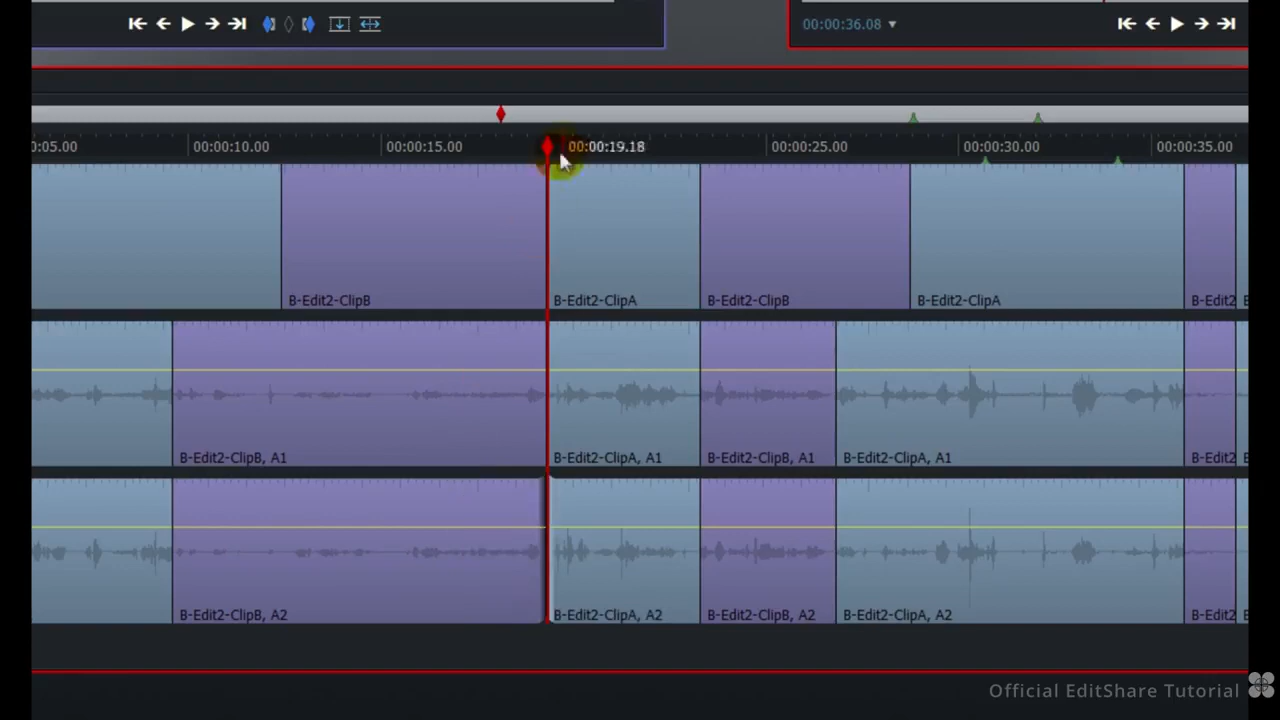 00:00:36.08
0:05.00 00:00:10.00 00:00:15.00 00:00:19.18 00:00:25.00 00:00:30.00 00:00:35.00
B-Edit2-ClipB B-Edit2-ClipA B-Edit2-ClipB B-Edit2-ClipA B-Edit2 B
B-Edit2-ClipB, A1 B-Edit2-ClipA, A1 B-Edit2-ClipB, A1 B-Edit2-ClipA, A1 B-Edit2 B
B-Edit2-ClipB, A2 B-Edit2-ClipA, A2 B-Edit2-ClipB, A2 B-Edit2-ClipA, A2 B-Edit2 B
Official EditShare Tutorial